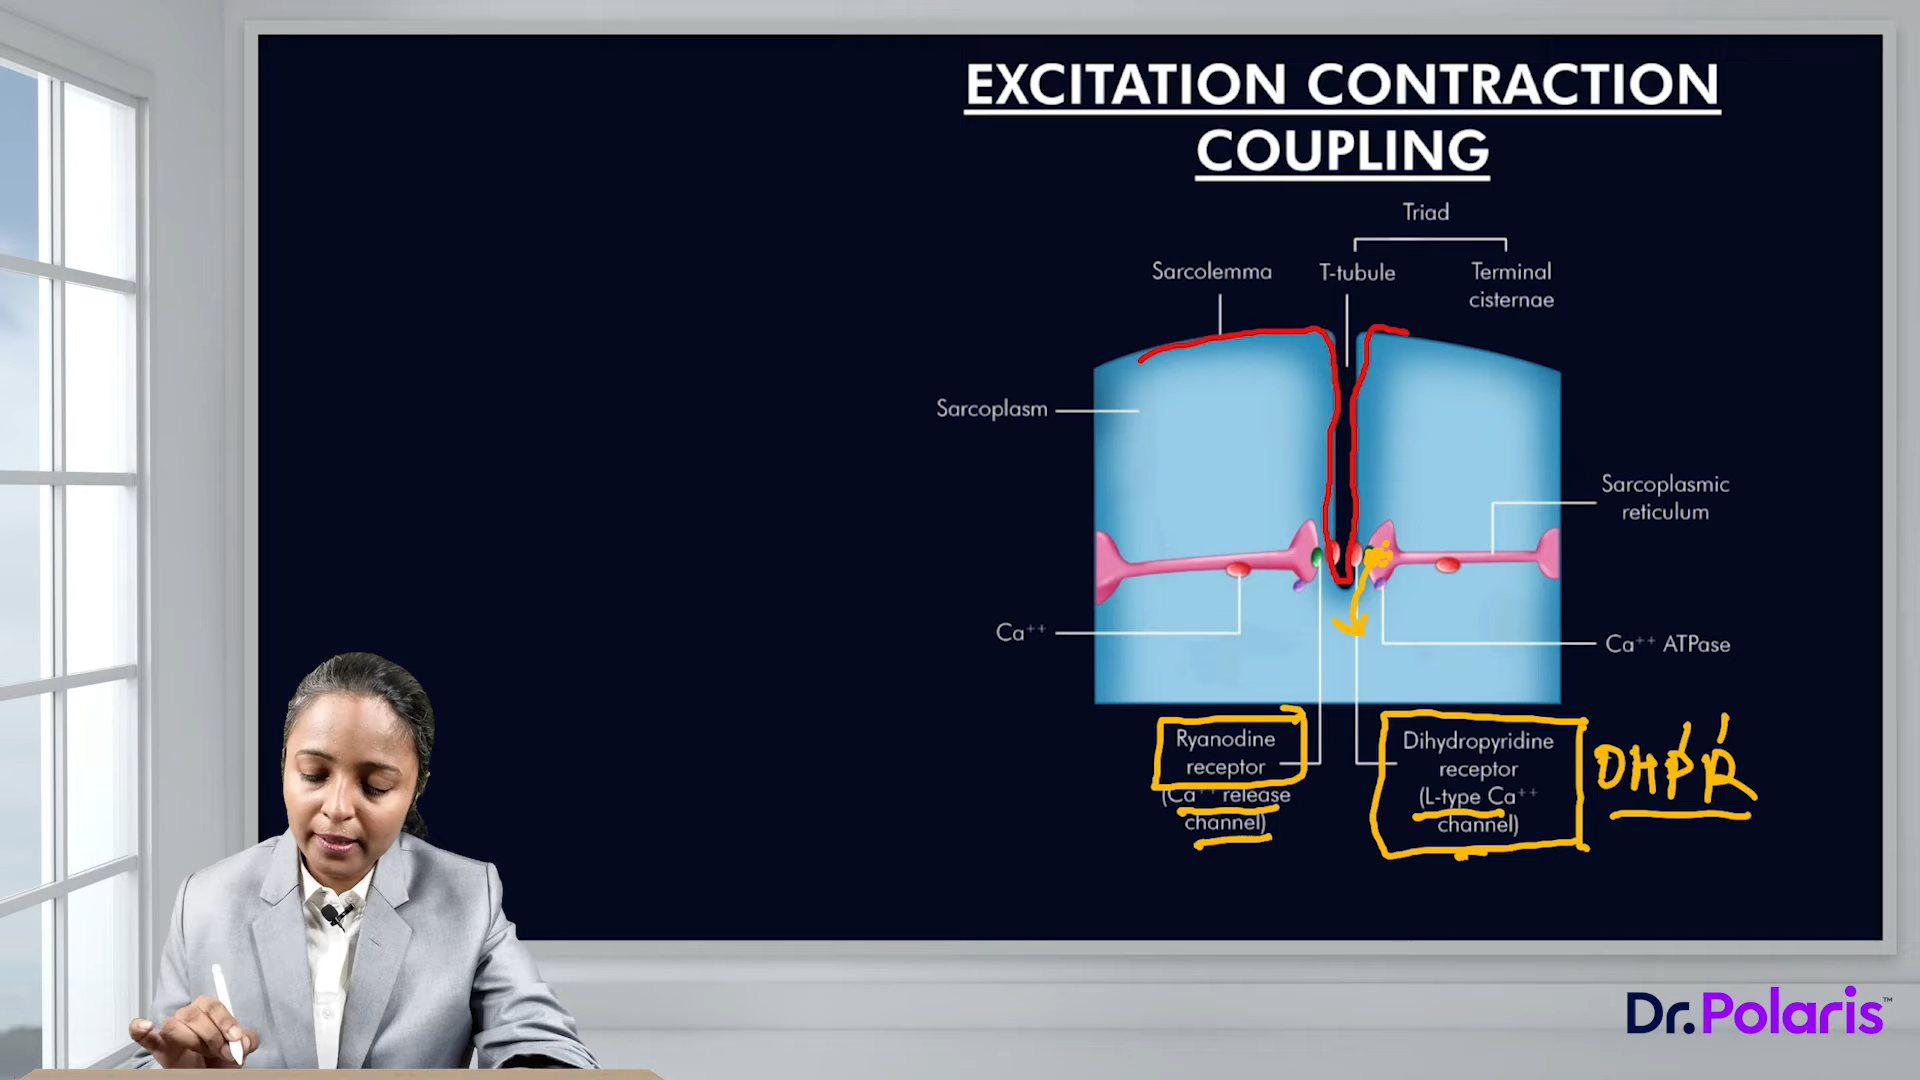 EXCITATION CONTRACTION
COUPLING
Triad
Sarcolemma
T-tubule
Terminal
cisternae
Sarcoplasm
Sarcoplasmic
reticulum
Ca⁺⁺
Ca⁺⁺ ATPase
Ryanodine
receptor
(Ca⁺⁺ release
channel)
Dihydropyridine
receptor
(L-type Ca⁺⁺
channel)
DHPR
Dr.Polaris™